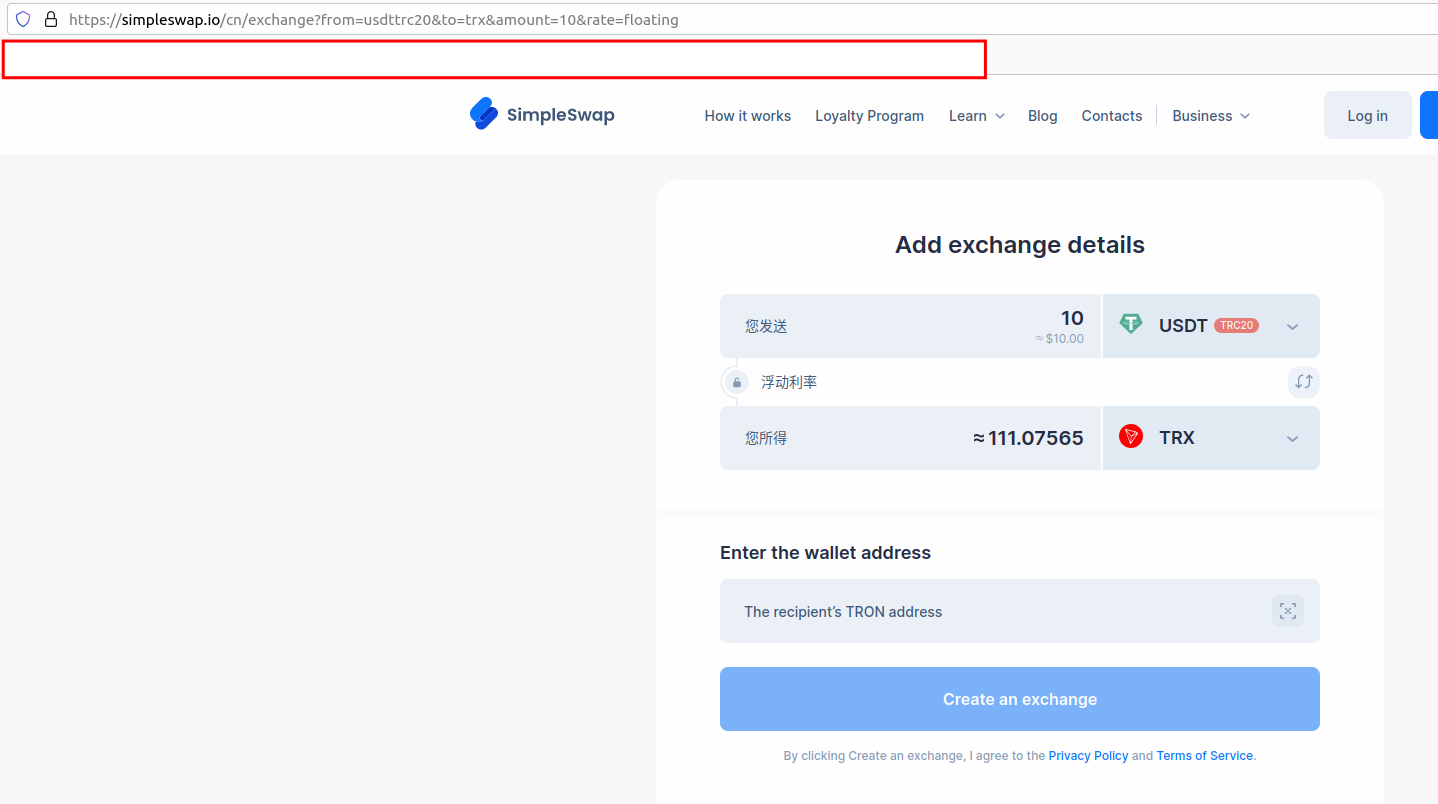 https://simpleswap.io/cn/exchange?from=usdttrc20&to=trx&amount=10&rate=floating
SimpleSwap How it works Loyalty Program Learn Blog Contacts Business Log in
Add exchange details
您发送 10 USDT TRC20
≈ $10.00
浮动利率
您所得 ≈ 111.07565 TRX
Enter the wallet address
The recipient's TRON address
Create an exchange
By clicking Create an exchange, I agree to the Privacy Policy and Terms of Service.